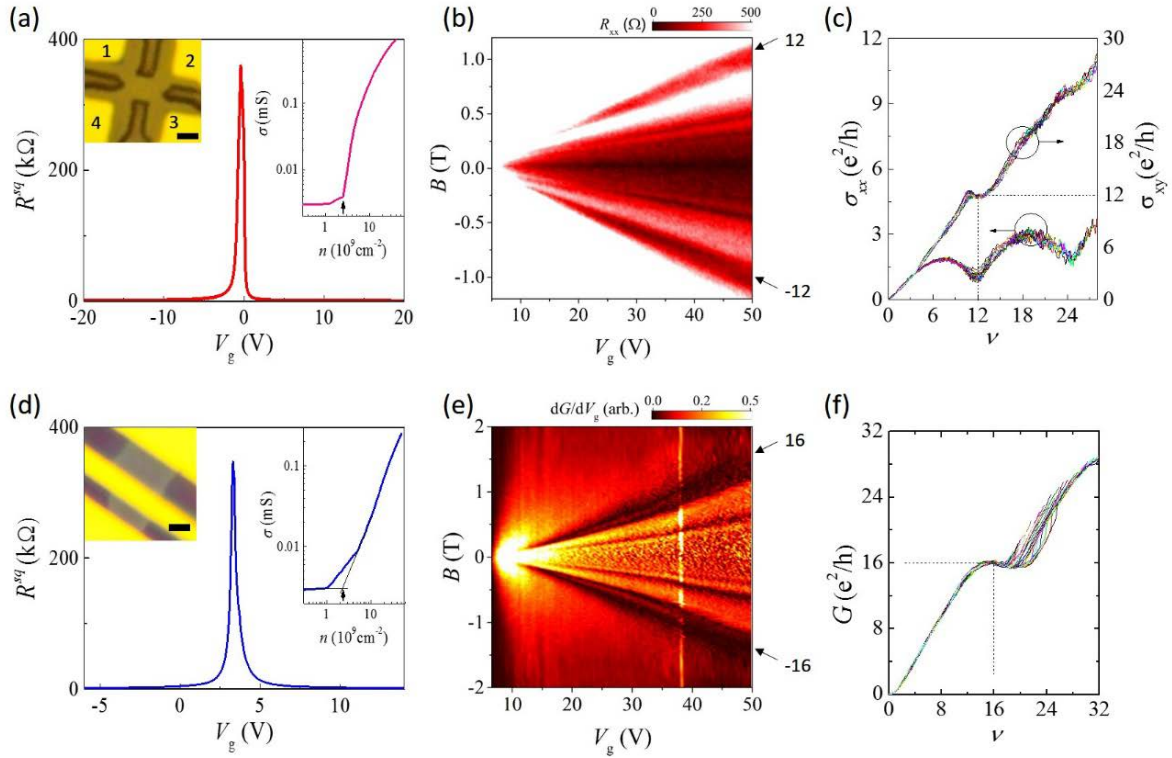 (a)
400
300
200
100
0
R^sq (kΩ)
-20 -10 0 10 20
V_g (V)
1 2
4 3
σ (mS)
0.1
0.01
1 10
n (10^9cm^-2)
(b)
R_xx (Ω)
0 250 500
12
-12
1.0
0.5
0.0
-0.5
-1.0
B (T)
10 20 30 40 50
V_g (V)
(c)
12
9
6
3
0
σ_xx (e^2/h)
30
24
18
12
6
0
σ_xy (e^2/h)
0 6 12 18 24
ν
(d)
400
200
0
R^sq (kΩ)
-5 0 5 10
V_g (V)
σ (mS)
0.1
0.01
1 10
n (10^9cm^-2)
(e)
dG/dV_g (arb.)
0.0 0.2 0.5
16
-16
2
1
0
-1
-2
B (T)
10 20 30 40 50
V_g (V)
(f)
32
24
16
8
0
G (e^2/h)
0 8 16 24 32
ν